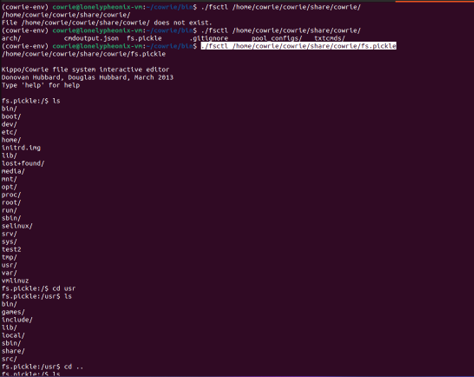 (cowrie-env) cowrie@lonelypheonix-vm:~/cowrie/bin$ ./fsctl /home/cowrie/cowrie/share/cowrie/
/home/cowrie/cowrie/share/cowrie/
File /home/cowrie/cowrie/share/cowrie/ does not exist.
(cowrie-env) cowrie@lonelypheonix-vm:~/cowrie/bin$ ./fsctl /home/cowrie/cowrie/share/cowrie/
arch/ cmdoutput.json fs.pickle .gitignore pool_configs/ txtcmds/
(cowrie-env) cowrie@lonelypheonix-vm:~/cowrie/bin$ ./fsctl /home/cowrie/cowrie/share/cowrie/fs.pickle
/home/cowrie/cowrie/share/cowrie/fs.pickle
Kippo/Cowrie file system interactive editor
Donovan Hubbard, Douglas Hubbard, March 2013
Type 'help' for help
fs.pickle:/$ ls
bin/
boot/
dev/
etc/
home/
initrd.img
lib/
lost+found/
media/
mnt/
opt/
proc/
root/
run/
sbin/
selinux/
srv/
sys/
test2
tmp/
usr/
var/
vmlinuz
fs.pickle:/$ cd usr
fs.pickle:/usr$ ls
bin/
games/
include/
lib/
local/
sbin/
share/
src/
fs.pickle:/usr$ cd ..
fs.pickle:/$ ls